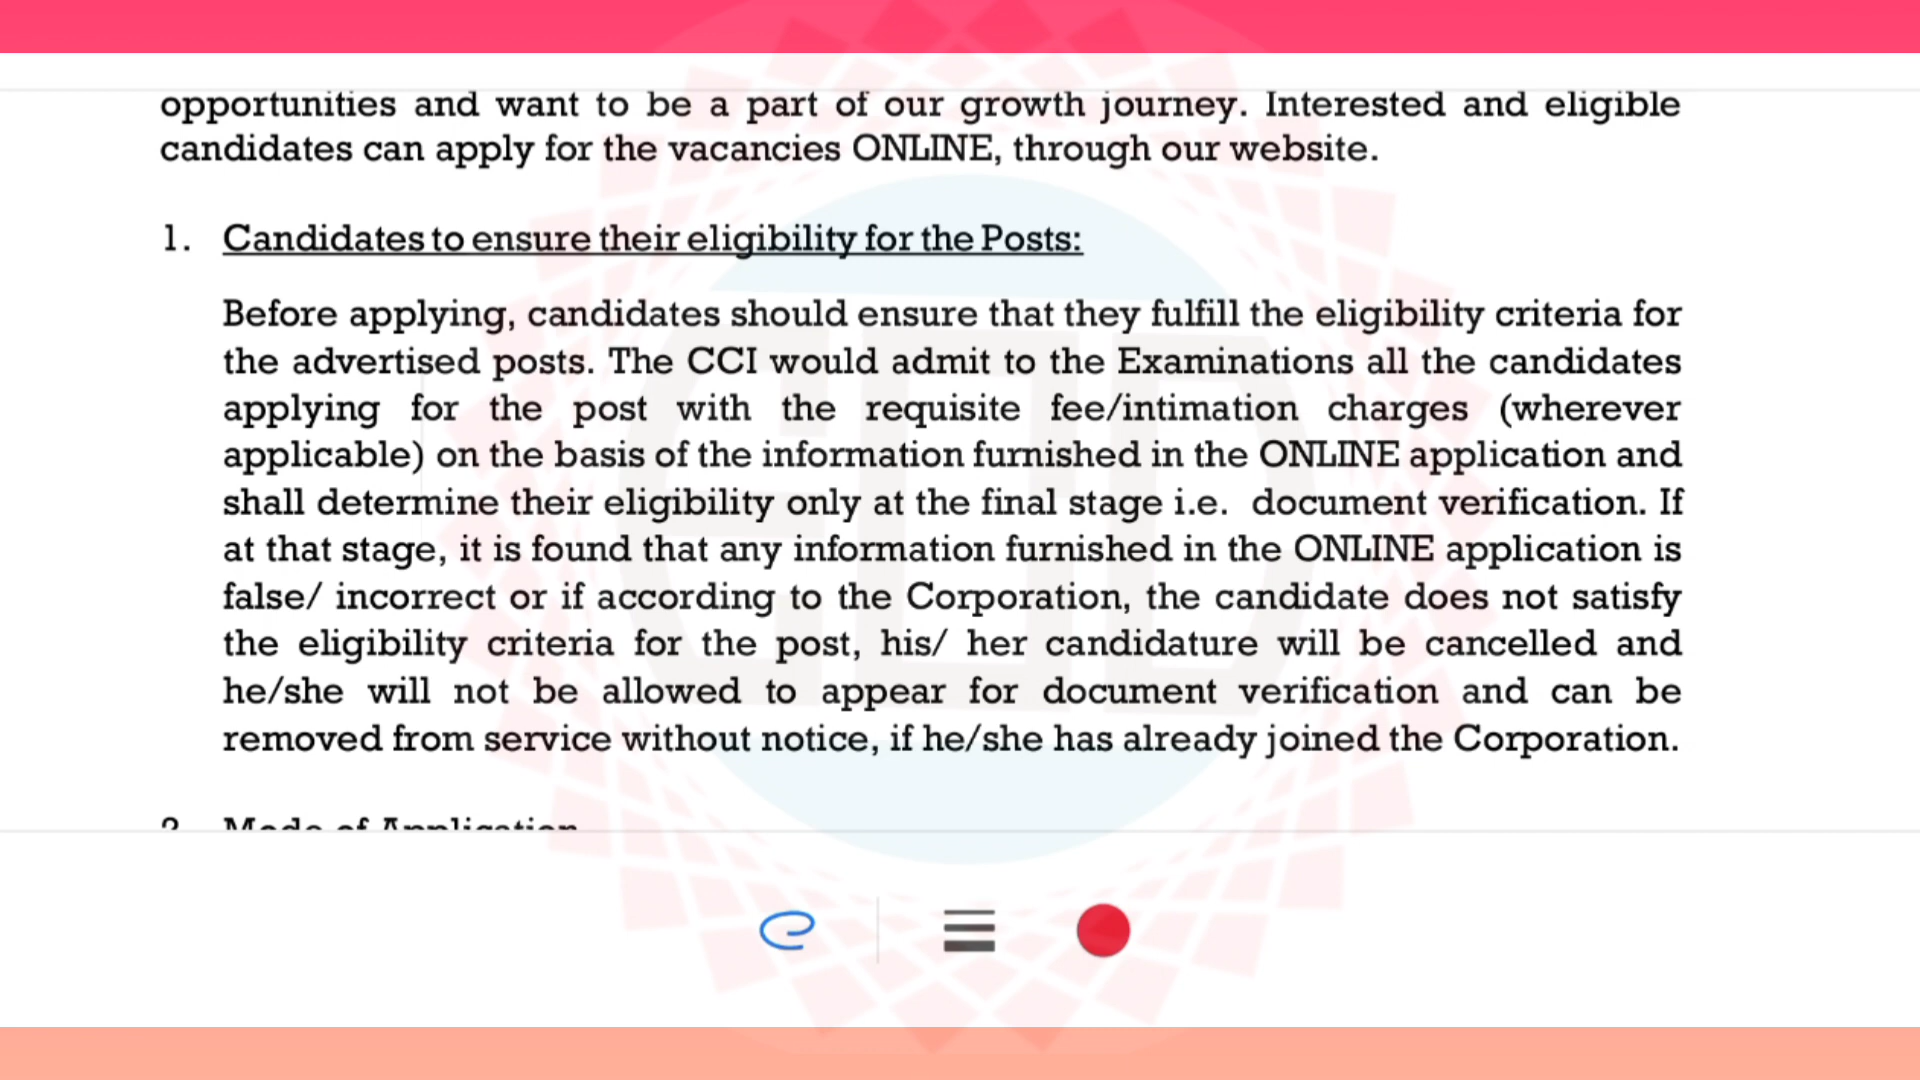 opportunities and want to be a part of our growth journey. Interested and eligible
candidates can apply for the vacancies ONLINE, through our website.
1. Candidates to ensure their eligibility for the Posts:
Before applying, candidates should ensure that they fulfill the eligibility criteria for
the advertised posts. The CCI would admit to the Examinations all the candidates
applying for the post with the requisite fee/intimation charges (wherever
applicable) on the basis of the information furnished in the ONLINE application and
shall determine their eligibility only at the final stage i.e. document verification. If
at that stage, it is found that any information furnished in the ONLINE application is
false/ incorrect or if according to the Corporation, the candidate does not satisfy
the eligibility criteria for the post, his/ her candidature will be cancelled and
he/she will not be allowed to appear for document verification and can be
removed from service without notice, if he/she has already joined the Corporation.
2. Mode of Application